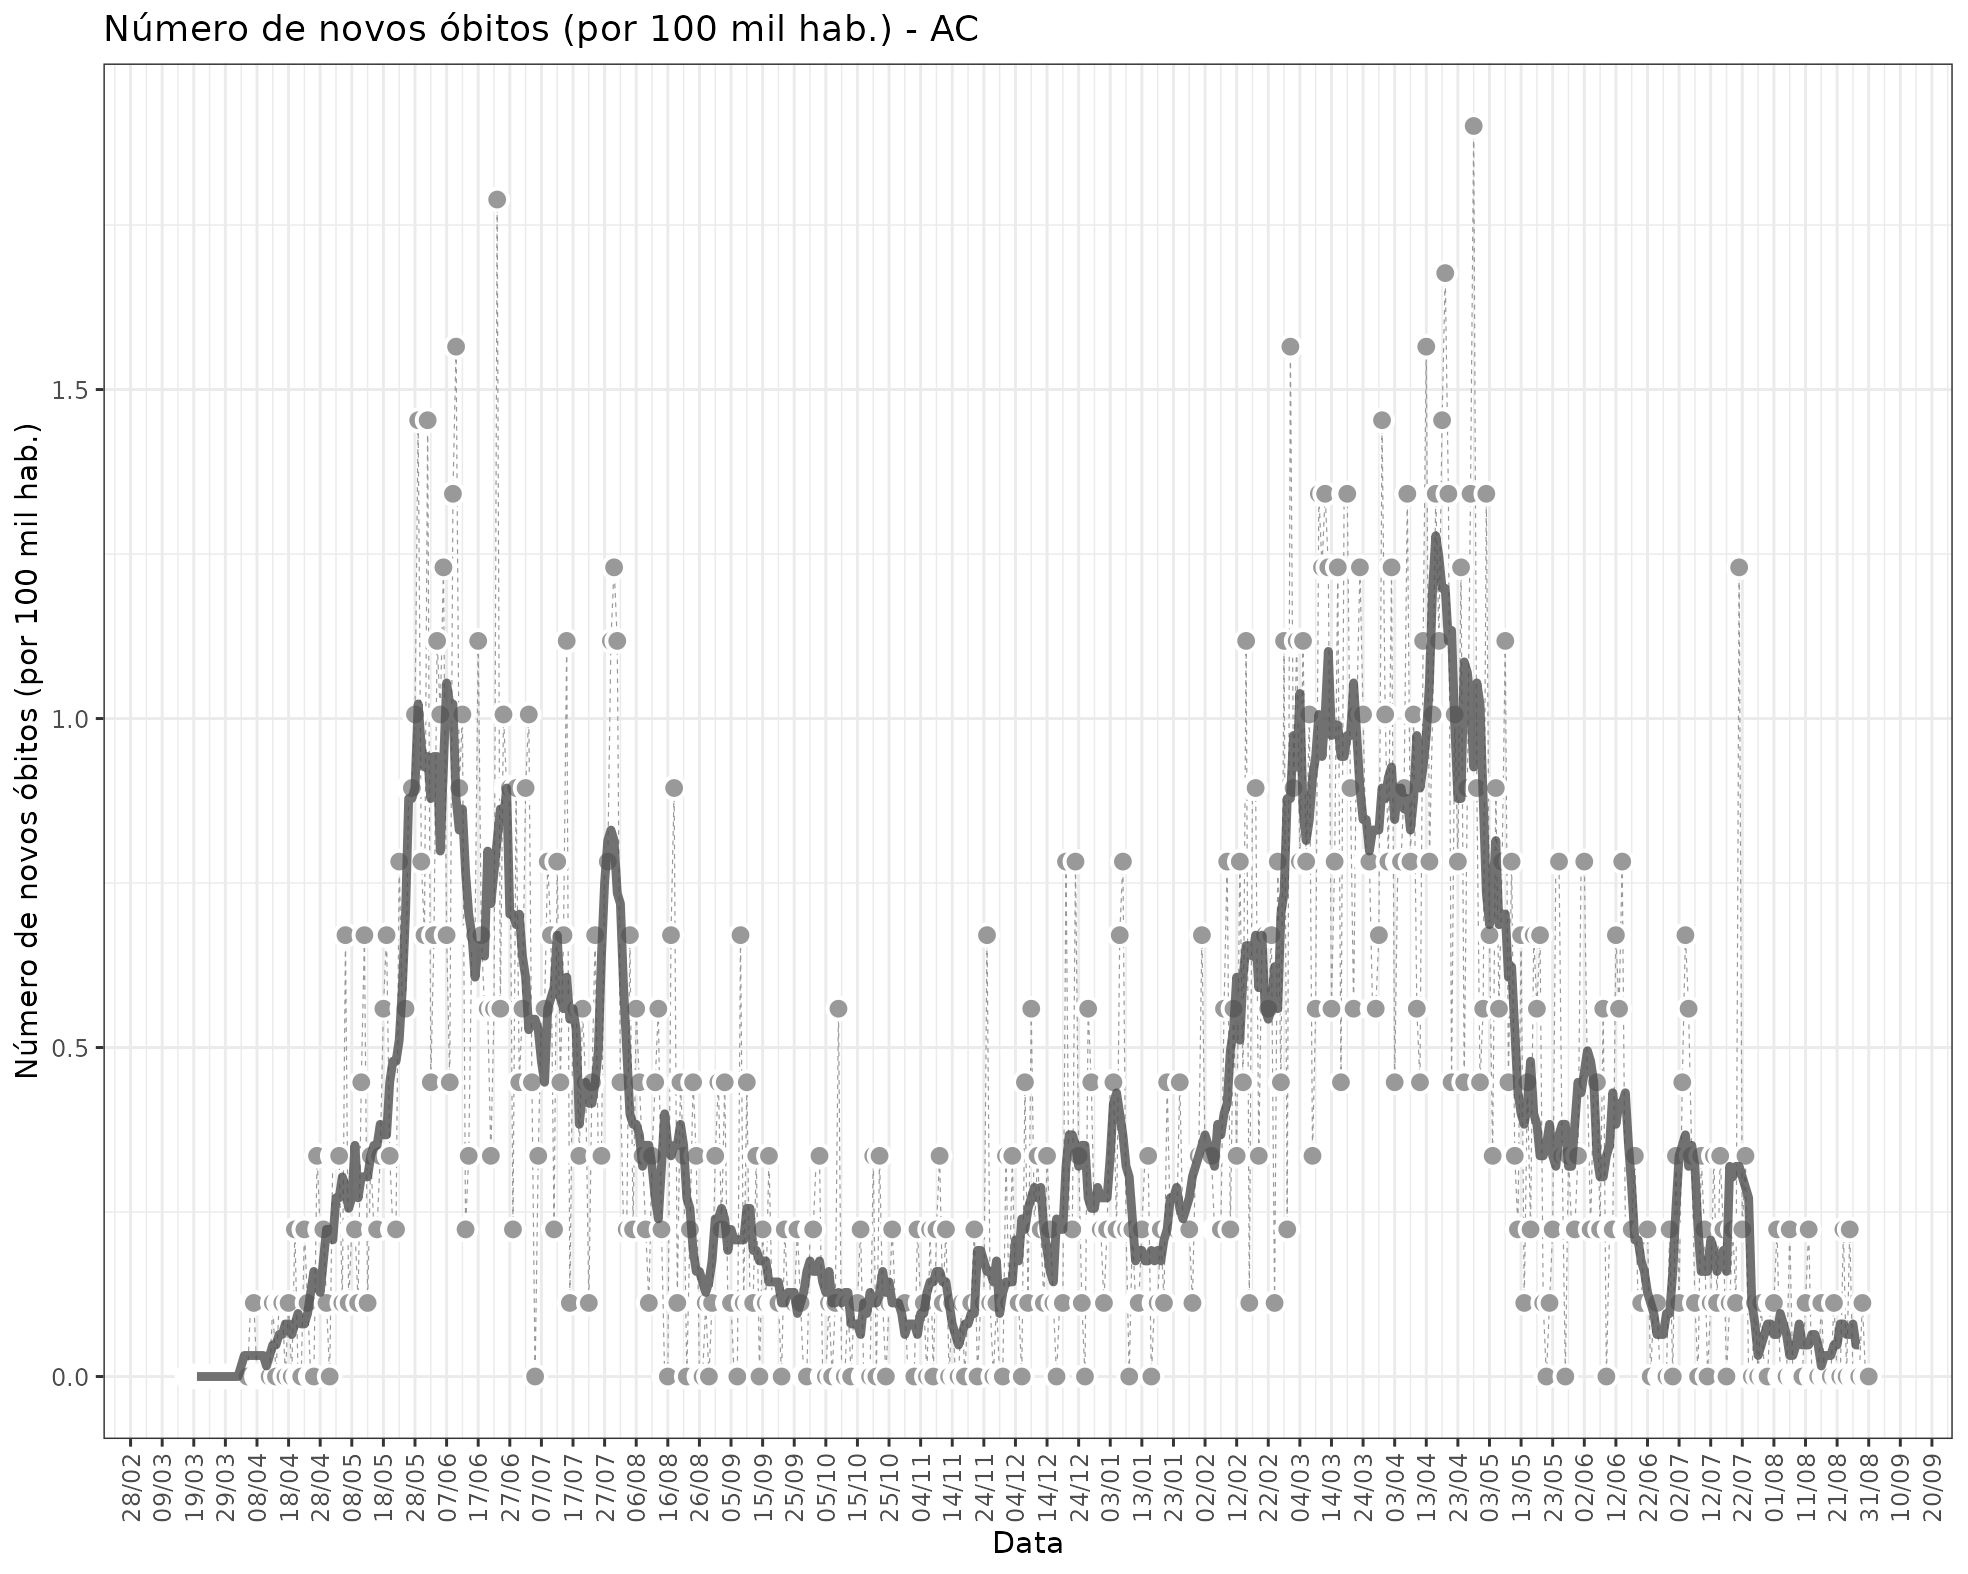 Número de novos óbitos (por 100 mil hab.) - AC
Número de novos óbitos (por 100 mil hab.)
1.5
1.0
0.5
0.0
28/02 09/03 19/03 29/03 08/04 18/04 28/04 08/05 18/05 28/05 07/06 17/06 27/06 07/07 17/07 27/07 06/08 16/08 26/08 05/09 15/09 25/09 05/10 15/10 25/10 04/11 14/11 24/11 04/12 14/12 24/12 03/01 13/01 23/01 02/02 12/02 22/02 04/03 14/03 24/03 03/04 13/04 23/04 03/05 13/05 23/05 02/06 12/06 22/06 02/07 12/07 22/07 01/08 11/08 21/08 31/08 10/09 20/09
Data